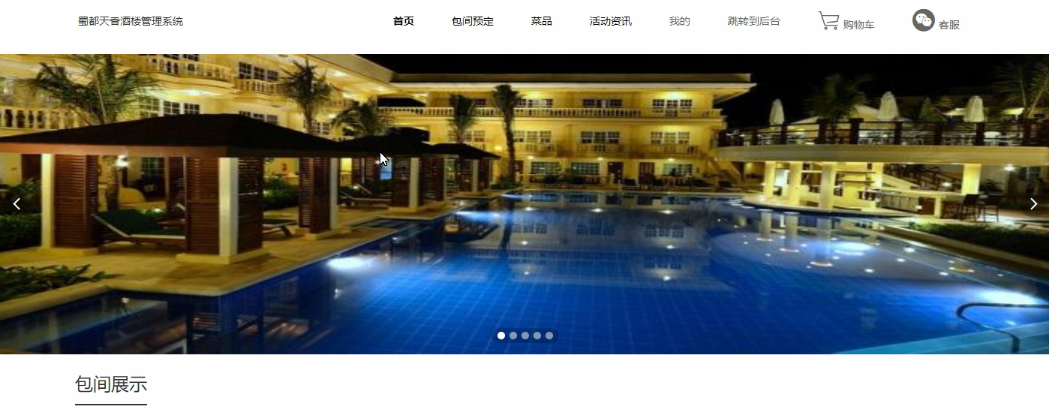 蜀都天香酒楼管理系统
首页 包间预定 菜品 活动资讯 我的 跳转到后台 购物车 客服
包间展示